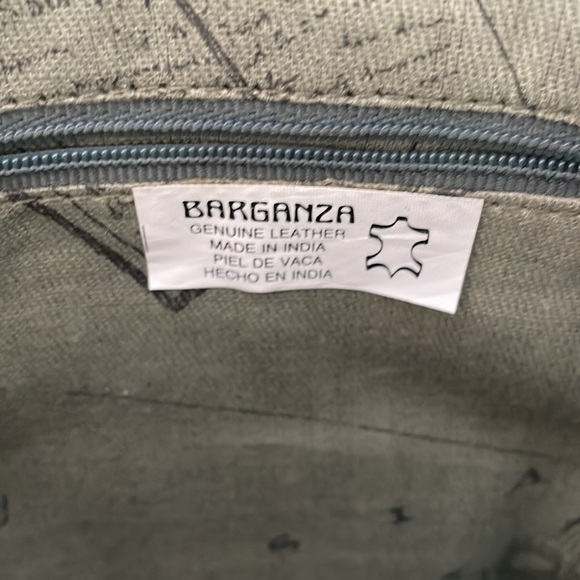 BARGANZA
GENUINE LEATHER
MADE IN INDIA
PIEL DE VACA
HECHO EN INDIA